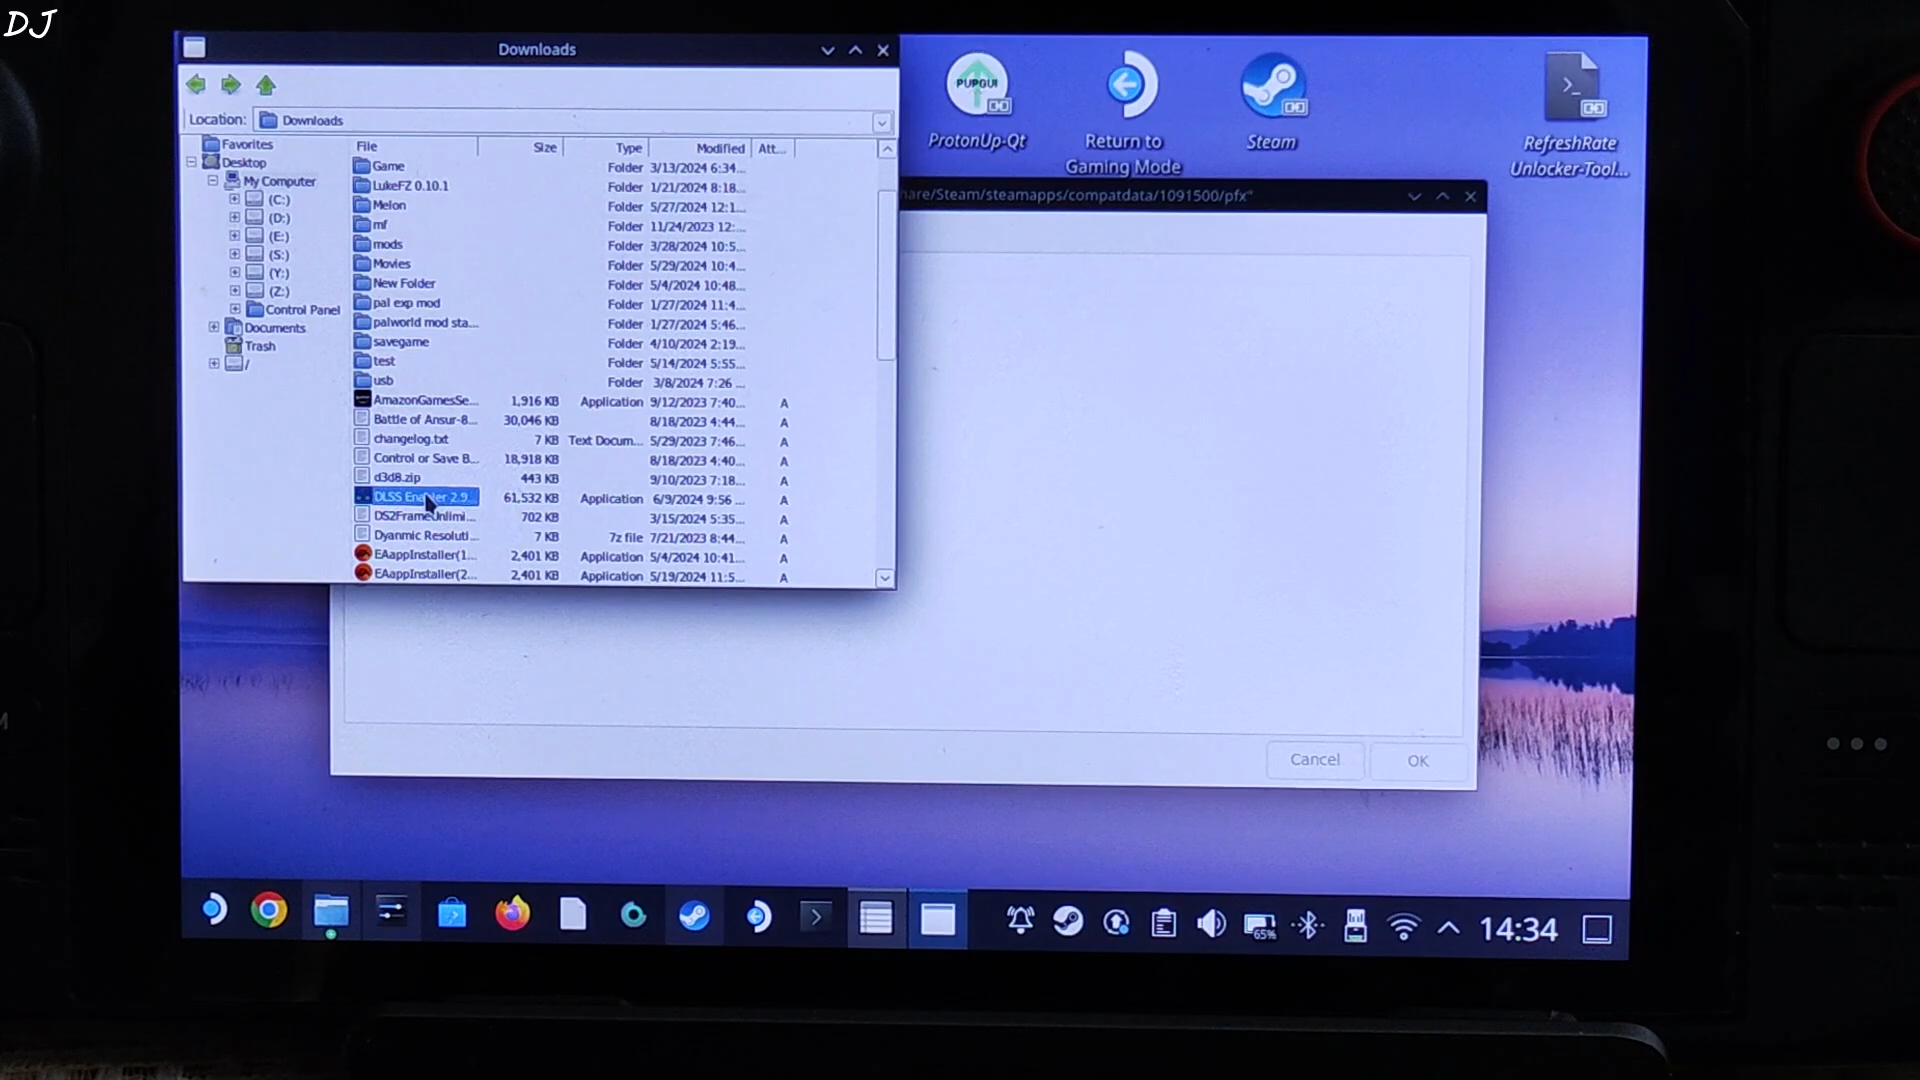 DJ
Downloads
Location: Downloads
Favorites
Desktop
My Computer
(C:)
(D:)
(E:)
(S:)
(Y:)
(Z:)
Control Panel
Documents
Trash
/
File Size Type Modified Att...
Game Folder 3/13/2024 6:34...
LukeFZ 0.10.1 Folder 1/21/2024 8:18...
Melon Folder 5/27/2024 12:1...
mf Folder 11/24/2023 12:...
mods Folder 3/28/2024 10:5...
Movies Folder 5/29/2024 10:4...
New Folder Folder 5/4/2024 10:48...
pal exp mod Folder 1/27/2024 11:4...
palworld mod sta... Folder 1/27/2024 5:46...
savegame Folder 4/10/2024 2:19...
test Folder 5/14/2024 5:55...
usb Folder 3/8/2024 7:26 ...
AmazonGamesSe... 1,916 KB Application 9/12/2023 7:40... A
Battle of Ansur-8... 30,046 KB 8/18/2023 4:44... A
changelog.txt 7 KB Text Docum... 5/29/2023 7:46... A
Control or Save B... 18,918 KB 8/18/2023 4:40... A
d3d8.zip 443 KB 9/10/2023 7:18... A
DLSS Enabler 2.9... 61,532 KB Application 6/9/2024 9:56 ... A
DS2FrameUnlimi... 702 KB 3/15/2024 5:35... A
Dyanmic Resoluti... 7 KB 7z file 7/21/2023 8:44... A
EAappInstaller(1... 2,401 KB Application 5/4/2024 10:41... A
EAappInstaller(2... 2,401 KB Application 5/19/2024 11:5... A
PUPGUI
ProtonUp-Qt
Return to
Gaming Mode
Steam
RefreshRate
Unlocker-Tool...
hare/Steam/steamapps/compatdata/1091500/pfx"
Cancel OK
65%
14:34